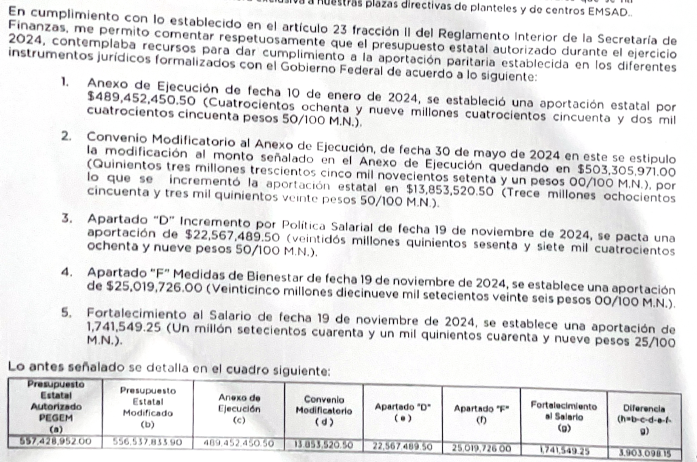 a nuestras plazas directivas de planteles y de centros EMSAD..
En cumplimiento con lo establecido en el artículo 23 fracción II del Reglamento Interior de la Secretaría de
Finanzas, me permito comentar respetuosamente que el presupuesto estatal autorizado durante el ejercicio
2024, contemplaba recursos para dar cumplimiento a la aportación paritaria establecida en los diferentes
instrumentos jurídicos formalizados con el Gobierno Federal de acuerdo a lo siguiente:
1. Anexo de Ejecución de fecha 10 de enero de 2024, se estableció una aportación estatal por
$489,452,450.50 (Cuatrocientos ochenta y nueve millones cuatrocientos cincuenta y dos mil
cuatrocientos cincuenta pesos 50/100 M.N.).
2. Convenio Modificatorio al Anexo de Ejecución, de fecha 30 de mayo de 2024 en este se estipulo
la modificación al monto señalado en el Anexo de Ejecución quedando en $503,305,971.00
(Quinientos tres millones trescientos cinco mil novecientos setenta y un pesos 00/100 M.N.), por
lo que se incrementó la aportación estatal en $13,853,520.50 (Trece millones ochocientos
cincuenta y tres mil quinientos veinte pesos 50/100 M.N.).
3. Apartado "D" Incremento por Política Salarial de fecha 19 de noviembre de 2024, se pacta una
aportación de $22,567,489.50 (veintidós millones quinientos sesenta y siete mil cuatrocientos
ochenta y nueve pesos 50/100 M.N.).
4. Apartado "F" Medidas de Bienestar de fecha 19 de noviembre de 2024, se establece una aportación
de $25,019,726.00 (Veinticinco millones diecinueve mil setecientos veinte seis pesos 00/100 M.N.).
5. Fortalecimiento al Salario de fecha 19 de noviembre de 2024, se establece una aportación de
1,741,549.25 (Un millón setecientos cuarenta y un mil quinientos cuarenta y nueve pesos 25/100
M.N.).
Lo antes señalado se detalla en el cuadro siguiente:
Presupuesto Estatal Autorizado PEGEM (a)
Presupuesto Estatal Modificado (b)
Anexo de Ejecución (c)
Convenio Modificatorio (d)
Apartado "D" (e)
Apartado "F" (f)
Fortalecimiento al Salario (g)
Diferencia (h=b-c-d-e-f-g)
557,428,952.00 556,537,833.90 489,452,450.50 13,853,520.50 22,567,489.50 25,019,726.00 1,741,549.25 3,903,098.15